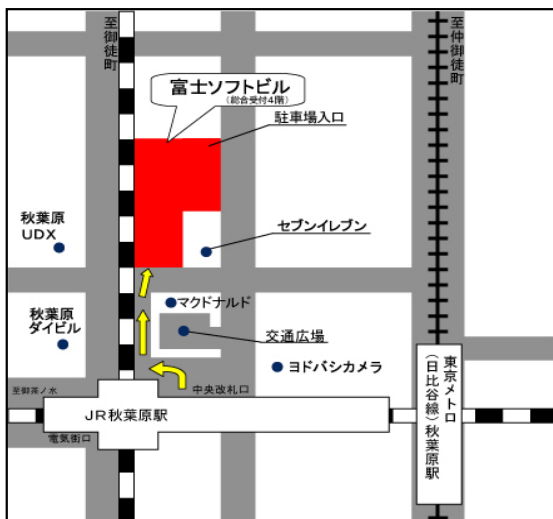 至御徒町
至仲御徒町
富士ソフトビル
(総合受付4階)
駐車場入口
秋葉原
UDX
セブンイレブン
マクドナルド
秋葉原
ダイビル
交通広場
ヨドバシカメラ
至御茶ノ水
中央改札口
JR秋葉原駅
電気街口
東京メトロ
(日比谷線)秋葉原駅